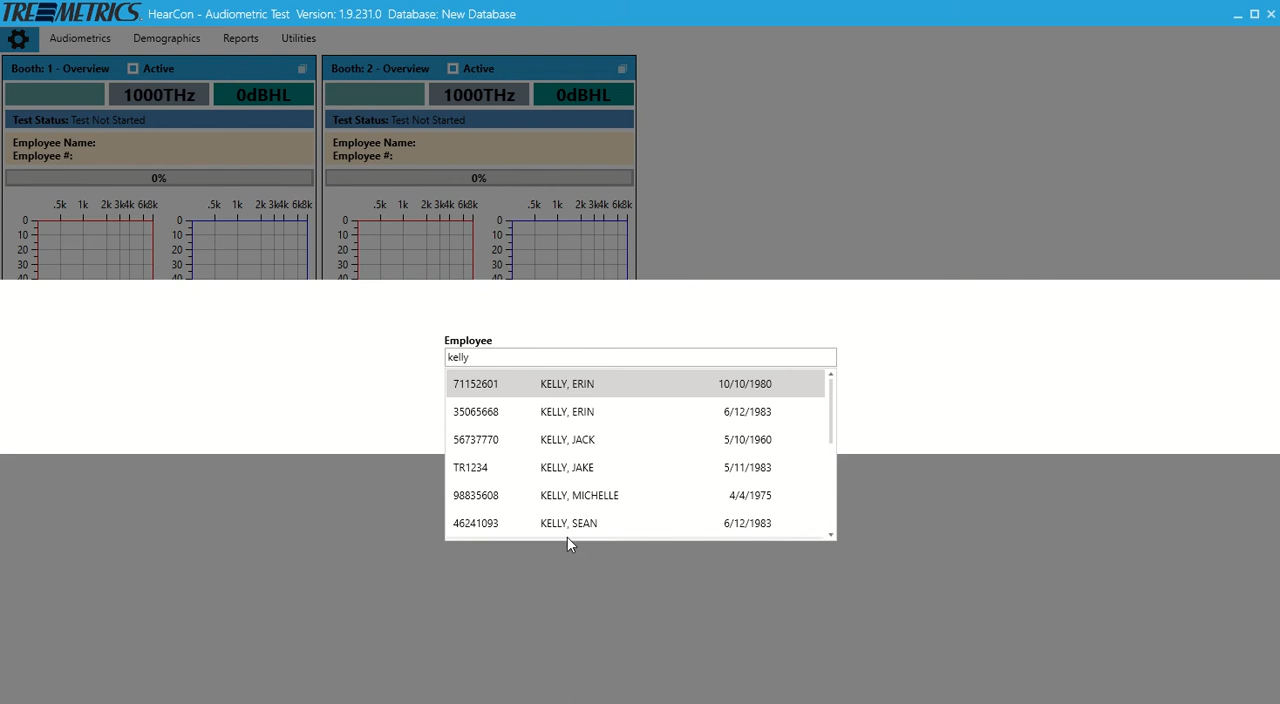 TREMETRICS. HearCon - Audiometric Test Version: 1.9.231.0 Database: New Database
Audiometrics Demographics Reports Utilities
Booth: 1 - Overview Active
1000THz 0dBHL
Test Status: Test Not Started
Employee Name:
Employee #:
0%
.5k 1k 2k 3k4k 6k8k .5k 1k 2k 3k4k 6k8k
0 0
10 10
20 20
30 30
40 40
Booth: 2 - Overview Active
1000THz 0dBHL
Test Status: Test Not Started
Employee Name:
Employee #:
0%
.5k 1k 2k 3k4k 6k8k .5k 1k 2k 3k4k 6k8k
0 0
10 10
20 20
30 30
40 40
Employee
kelly
71152601 KELLY, ERIN 10/10/1980
35065668 KELLY, ERIN 6/12/1983
56737770 KELLY, JACK 5/10/1960
TR1234 KELLY, JAKE 5/11/1983
98835608 KELLY, MICHELLE 4/4/1975
46241093 KELLY, SEAN 6/12/1983